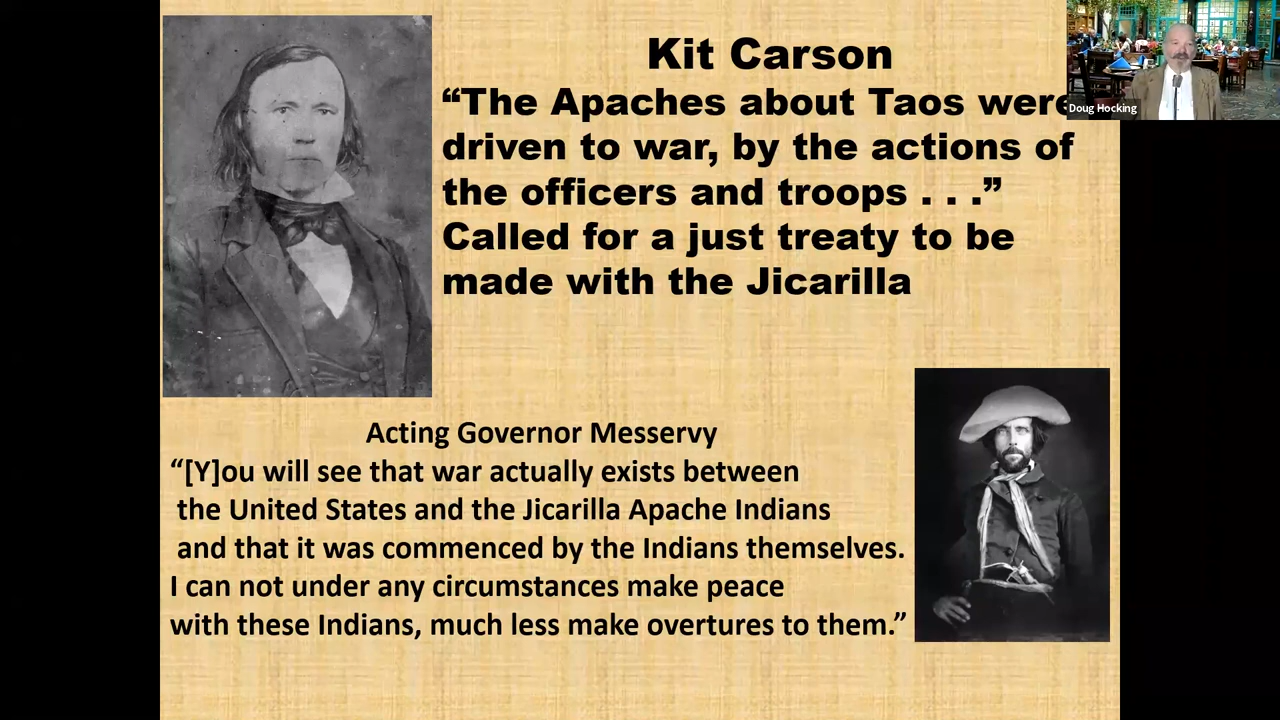 Kit Carson
“The Apaches about Taos were
driven to war, by the actions of
the officers and troops . . .”
Called for a just treaty to be
made with the Jicarilla
Doug Hocking
Acting Governor Messervy
“[Y]ou will see that war actually exists between
the United States and the Jicarilla Apache Indians
and that it was commenced by the Indians themselves.
I can not under any circumstances make peace
with these Indians, much less make overtures to them.”